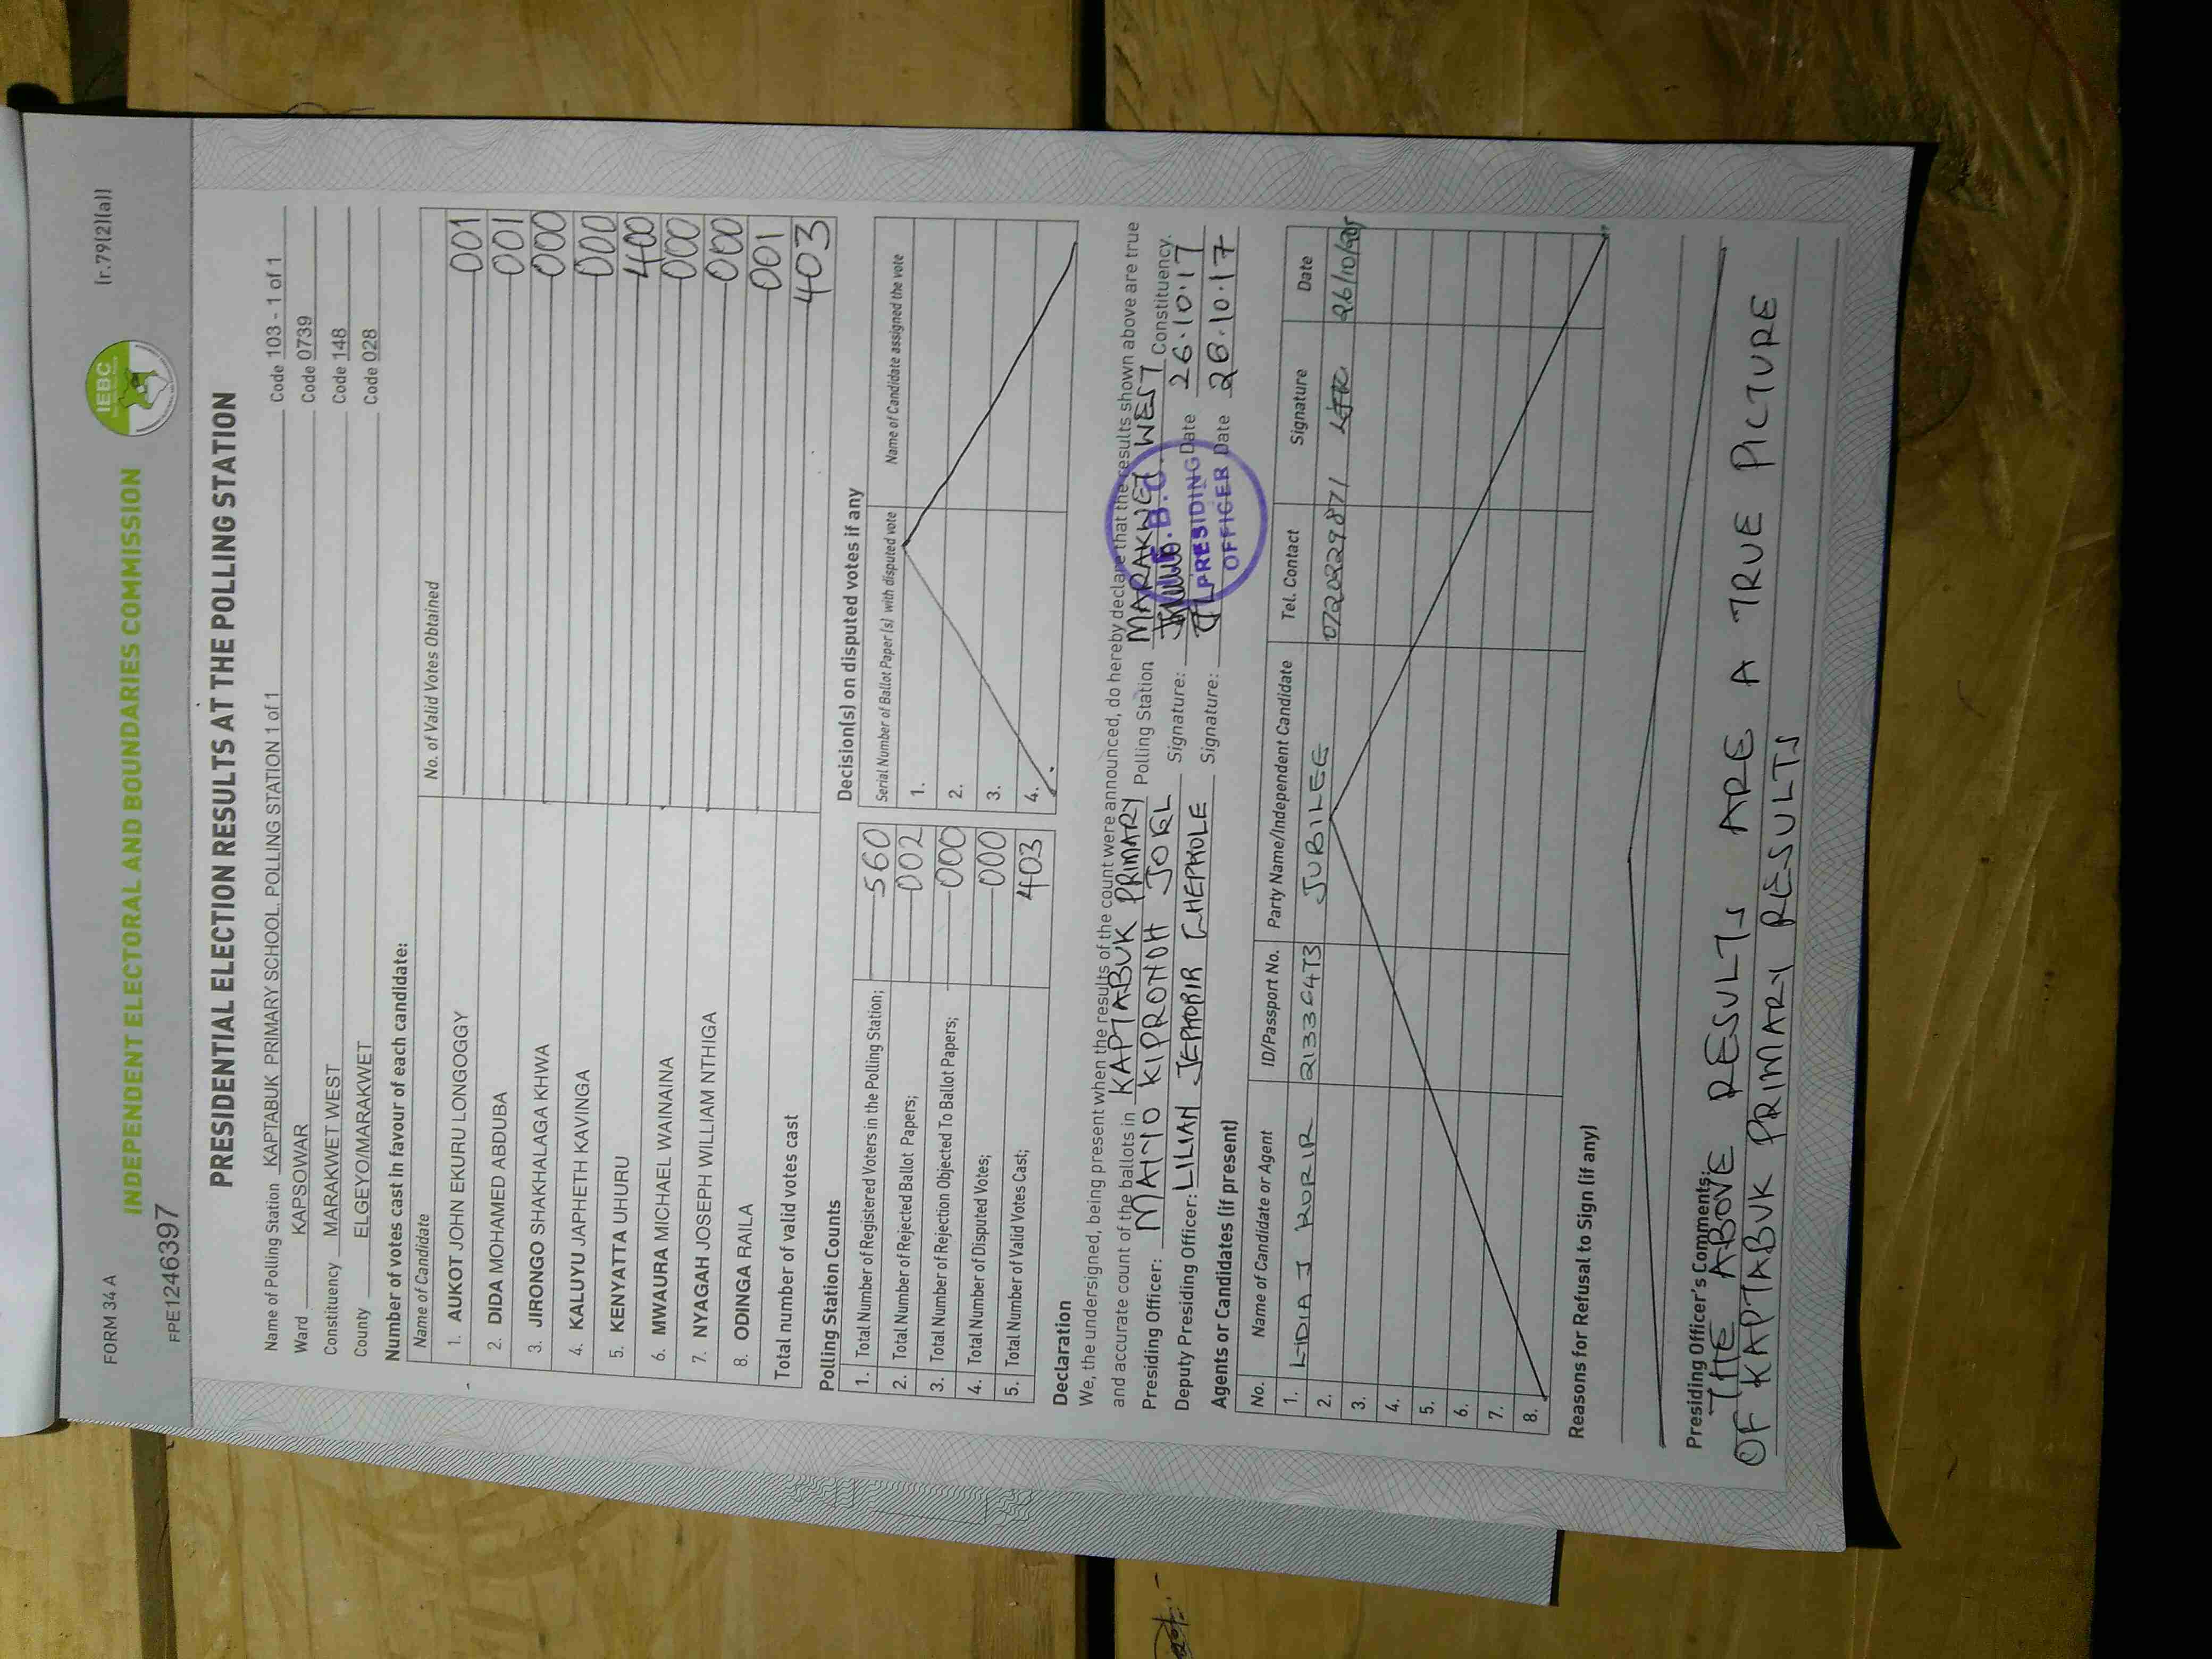 FORM 34 A
[r.79(2)(a)]
IEBC
INDEPENDENT ELECTORAL AND BOUNDARIES COMMISSION
FPE1246397
PRESIDENTIAL ELECTION RESULTS AT THE POLLING STATION
Name of Polling Station KAPTABUK PRIMARY SCHOOL, POLLING STATION 1 of 1 Code 103 - 1 of 1
Ward KAPSOWAR Code 0739
Constituency MARAKWET WEST Code 148
County ELGEYO/MARAKWET Code 028
Number of votes cast in favour of each candidate:
Name of Candidate No. of Valid Votes Obtained
1. AUKOT JOHN EKURU LONGOGGY 001
2. DIDA MOHAMED ABDUBA 001
3. JIRONGO SHAKHALAGA KHWA 000
4. KALUYU JAPHETH KAVINGA 000
5. KENYATTA UHURU 400
6. MWAURA MICHAEL WAINAINA 000
7. NYAGAH JOSEPH WILLIAM NTHIGA 000
8. ODINGA RAILA 001
Total number of valid votes cast 403
Polling Station Counts
1. Total Number of Registered Voters in the Polling Station; 560
2. Total Number of Rejected Ballot Papers; 002
3. Total Number of Rejection Objected To Ballot Papers; 000
4. Total Number of Disputed Votes; 000
5. Total Number of Valid Votes Cast; 403
Decision(s) on disputed votes if any
Serial Number of Ballot Paper(s) with disputed vote Name of Candidate assigned the vote
1.
2.
3.
4.
Declaration
We, the undersigned, being present when the results of the count were announced, do hereby declare that the results shown above are true
and accurate count of the ballots in KAPTABUK PRIMARY Polling Station MARAKWET WEST Constituency.
Presiding Officer: MAIYO KIPRONOH JOEL Signature: Date 26.10.17
Deputy Presiding Officer: LILIAN JEPKORIR CHEPKOLE Signature: Date 26.10.17
I.E.B.C.
PRESIDING
OFFICER
Agents or Candidates (if present)
No. Name of Candidate or Agent ID/Passport No. Party Name/Independent Candidate Tel. Contact Signature Date
1. LIDIA J KORIR JUBILEE 0720829871
2.
3.
4.
5.
6.
7.
8.
Reasons for Refusal to Sign (if any)
Presiding Officer's Comments:
THE ABOVE RESULTS ARE A TRUE PICTURE
OF KAPTABUK PRIMARY RESULTS